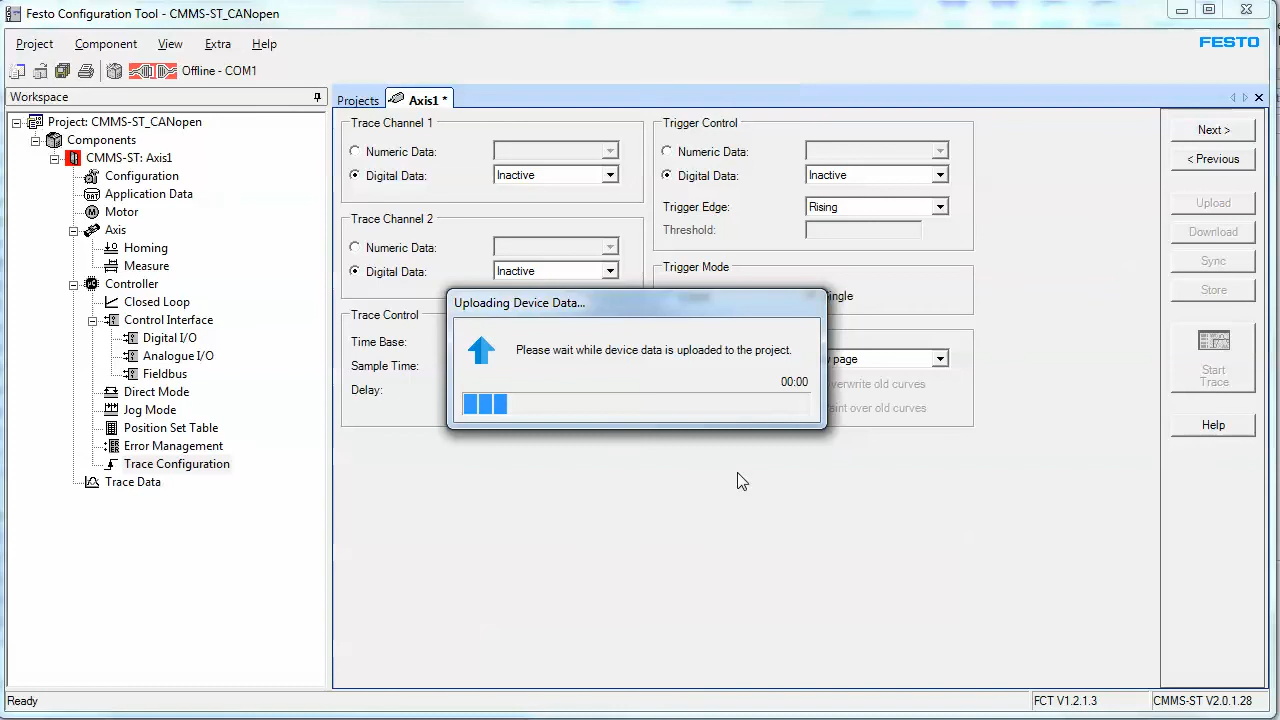 Festo Configuration Tool - CMMS-ST_CANopen
Project Component View Extra Help
FESTO
Offline - COM1
Workspace
Projects Axis1 *
Project: CMMS-ST_CANopen
Components
CMMS-ST: Axis1
Configuration
Application Data
Motor
Axis
Homing
Measure
Controller
Closed Loop
Control Interface
Digital I/O
Analogue I/O
Fieldbus
Direct Mode
Jog Mode
Position Set Table
Error Management
Trace Configuration
Trace Data
Trace Channel 1
Numeric Data:
Digital Data: Inactive
Trace Channel 2
Numeric Data:
Digital Data: Inactive
Trace Control
Time Base:
Sample Time:
Delay:
Trigger Control
Numeric Data:
Digital Data: Inactive
Trigger Edge: Rising
Threshold:
Trigger Mode
page
old curves
over old curves
Uploading Device Data...
Please wait while device data is uploaded to the project.
00:00
Next >
< Previous
Upload
Download
Sync
Store
Start
Trace
Help
Ready
FCT V1.2.1.3
CMMS-ST V2.0.1.28